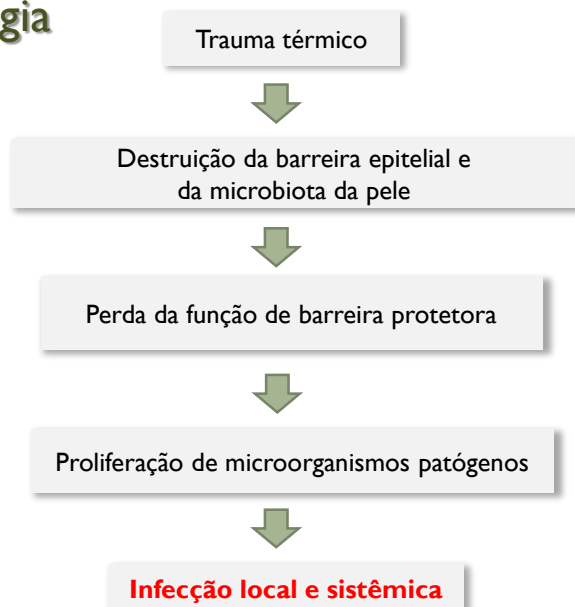 gia
Trauma térmico
Destruição da barreira epitelial e
da microbiota da pele
Perda da função de barreira protetora
Proliferação de microorganismos patógenos
Infecção local e sistêmica